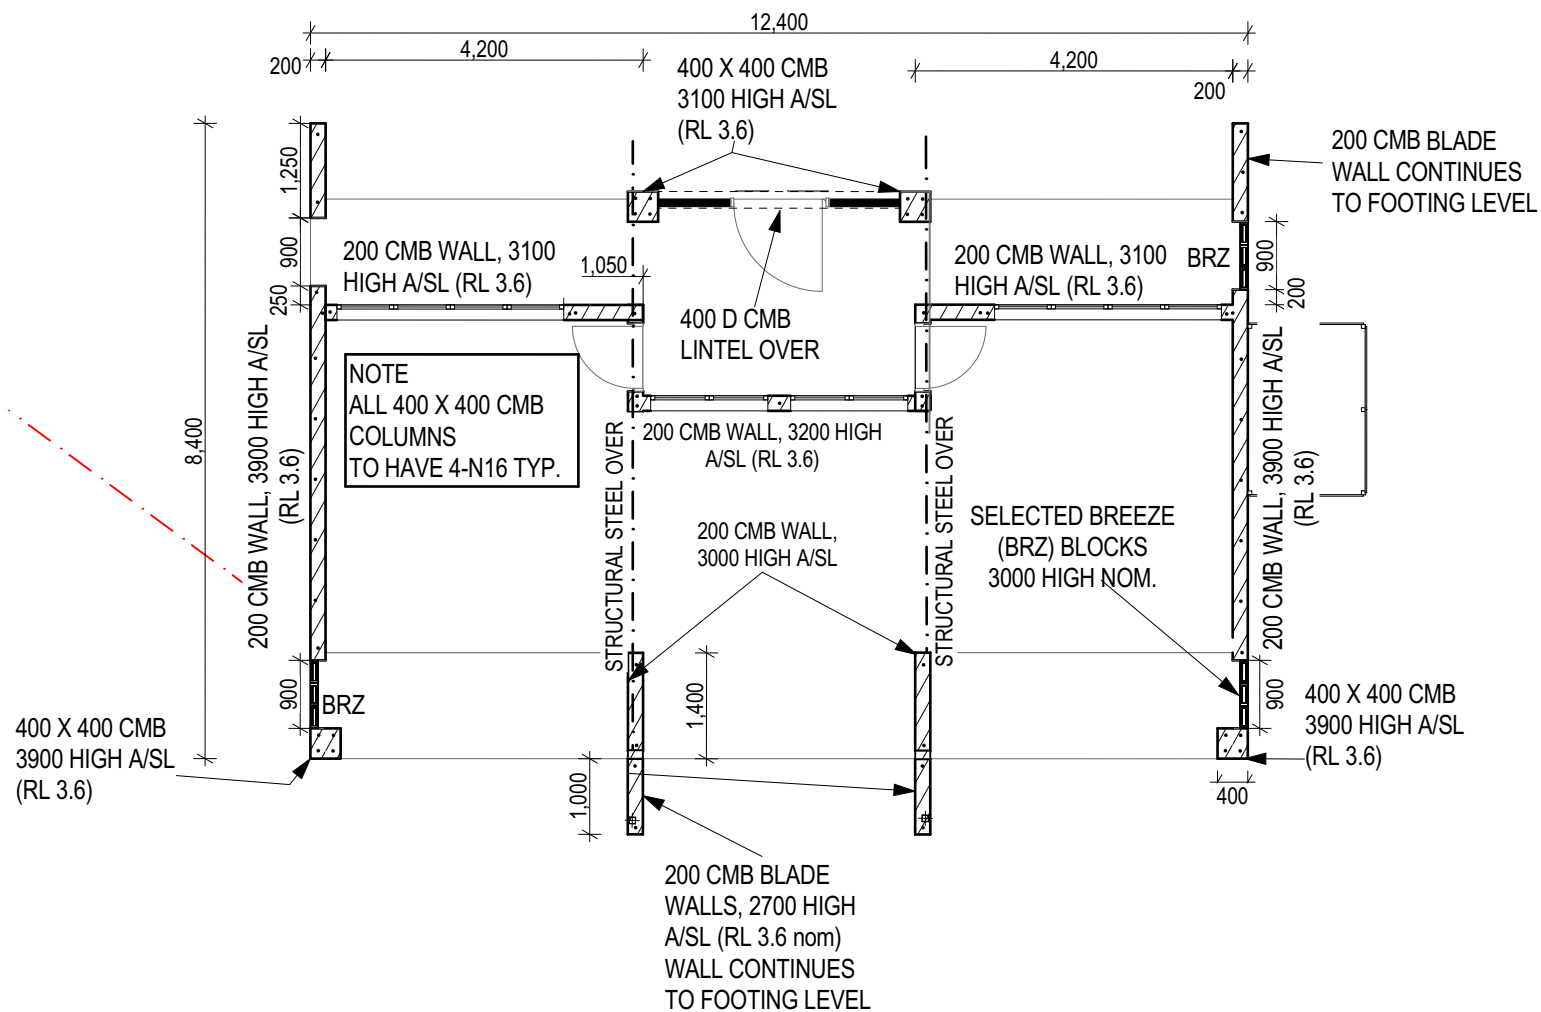 12,400
4,200
4,200
200
200
400 X 400 CMB
3100 HIGH A/SL
(RL 3.6)
200 CMB BLADE
WALL CONTINUES
TO FOOTING LEVEL
1,250
900
250
8,400
200 CMB WALL, 3100
HIGH A/SL (RL 3.6)
1,050
200 CMB WALL, 3100
HIGH A/SL (RL 3.6)
BRZ
900
200
400 D CMB
LINTEL OVER
NOTE
ALL 400 X 400 CMB
COLUMNS
TO HAVE 4-N16 TYP.
200 CMB WALL, 3900 HIGH A/SL
(RL 3.6)
STRUCTURAL STEEL OVER
200 CMB WALL, 3200 HIGH
A/SL (RL 3.6)
STRUCTURAL STEEL OVER
200 CMB WALL, 3900 HIGH A/SL
(RL 3.6)
200 CMB WALL,
3000 HIGH A/SL
SELECTED BREEZE
(BRZ) BLOCKS
3000 HIGH NOM.
900
BRZ
1,400
900
400 X 400 CMB
3900 HIGH A/SL
(RL 3.6)
400 X 400 CMB
3900 HIGH A/SL
(RL 3.6)
1,000
400
200 CMB BLADE
WALLS, 2700 HIGH
A/SL (RL 3.6 nom)
WALL CONTINUES
TO FOOTING LEVEL